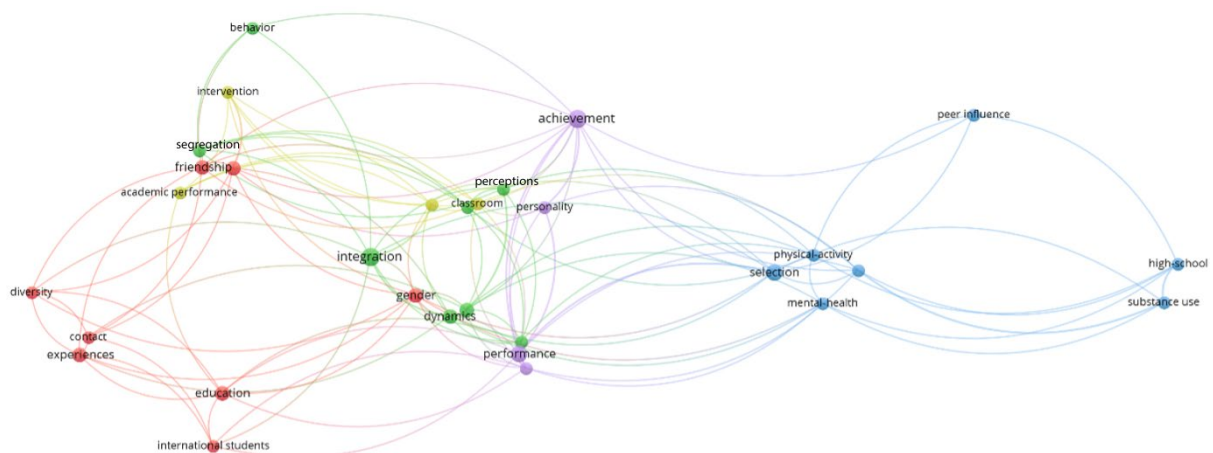 behavior
intervention
achievement
peer influence
segregation
friendship
perceptions
academic performance
classroom
personality
integration
physical-activity
high-school
selection
diversity
gender
mental-health
substance use
dynamics
contact
experiences
performance
education
international students